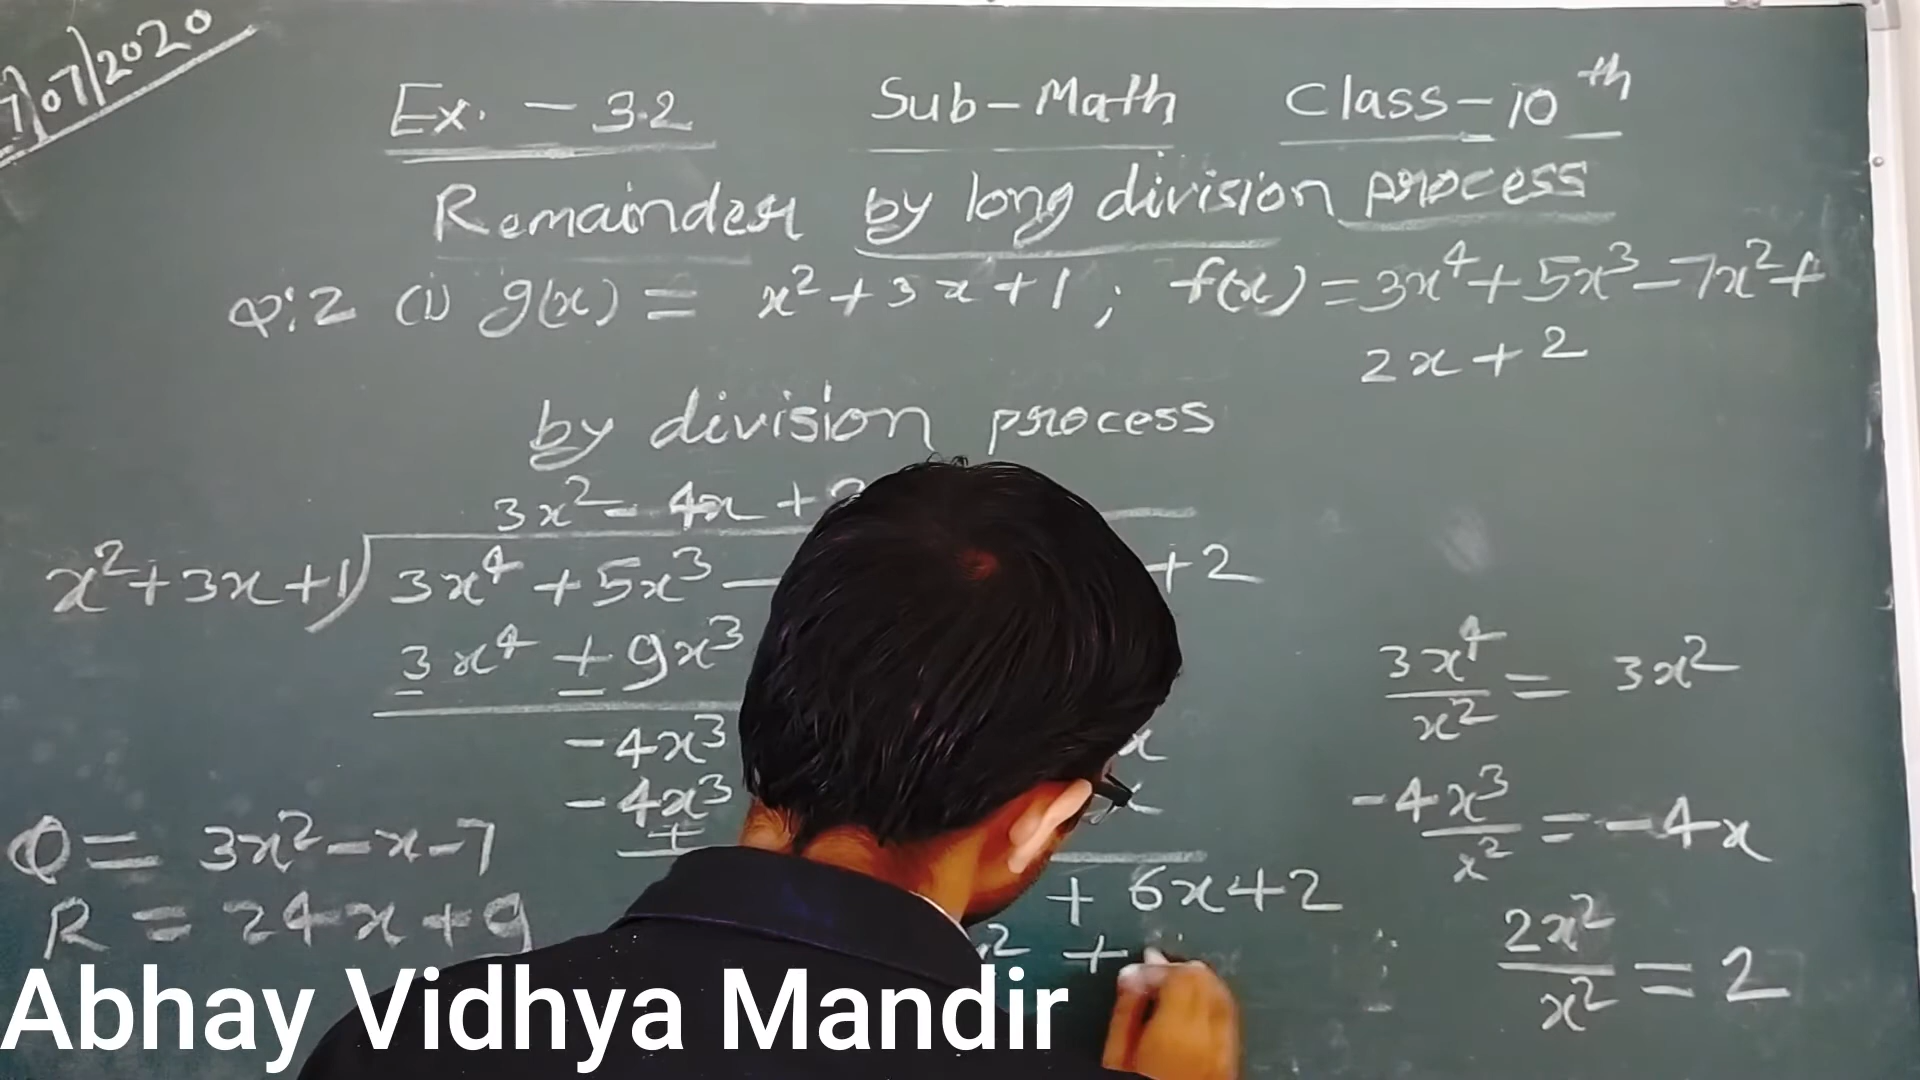 7/07/2020
Ex. - 3.2 Sub-Math Class-10th
Remainder by long division process
Q:2 (i) g(x) = x²+3x+1 ; f(x) = 3x⁴+5x³-7x²+
2x+2
by division process
3x²-4x+
x²+3x+1) 3x⁴+5x³- +2
3x⁴+9x³
-4x³ x
-4x³ x
+
+6x+2
² +
3x⁴/x² = 3x²
-4x³/x² = -4x
2x²/x² = 2
Q = 3x²-x-7
R = 24x+9
Abhay Vidhya Mandir